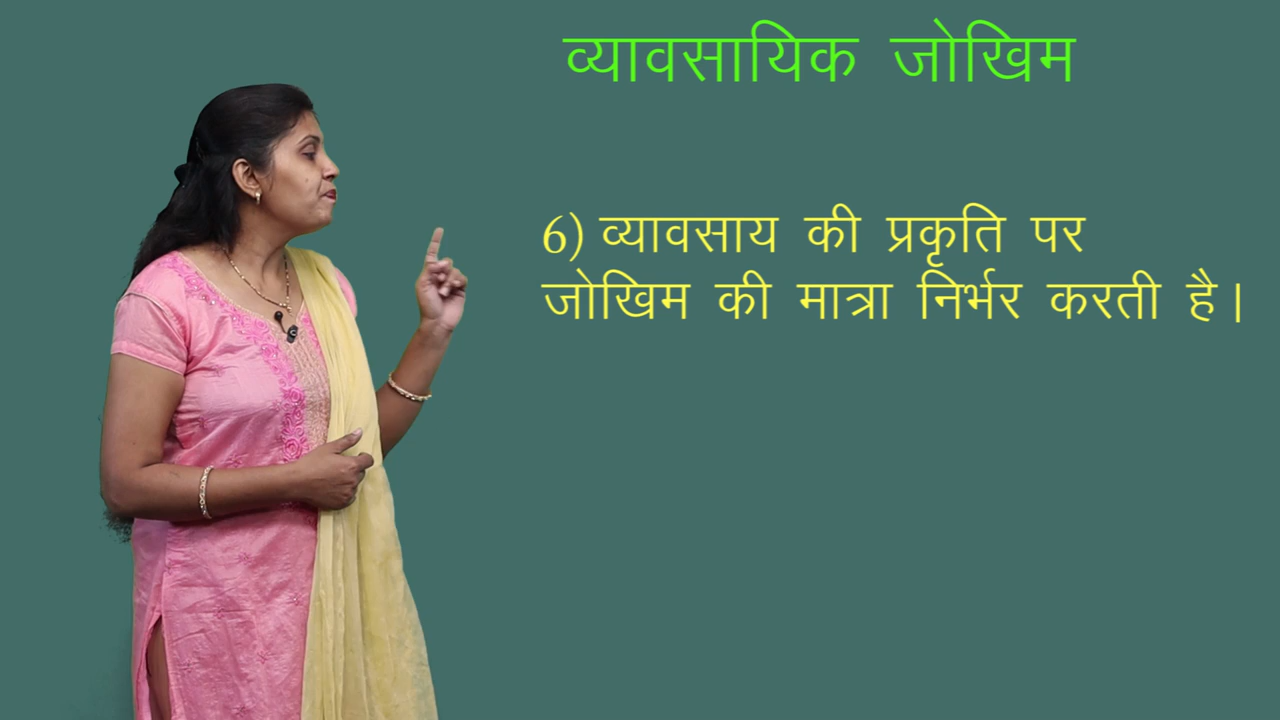 व्यावसायिक जोखिम
6) व्यावसाय की प्रकृति पर
जोखिम की मात्रा निर्भर करती है।